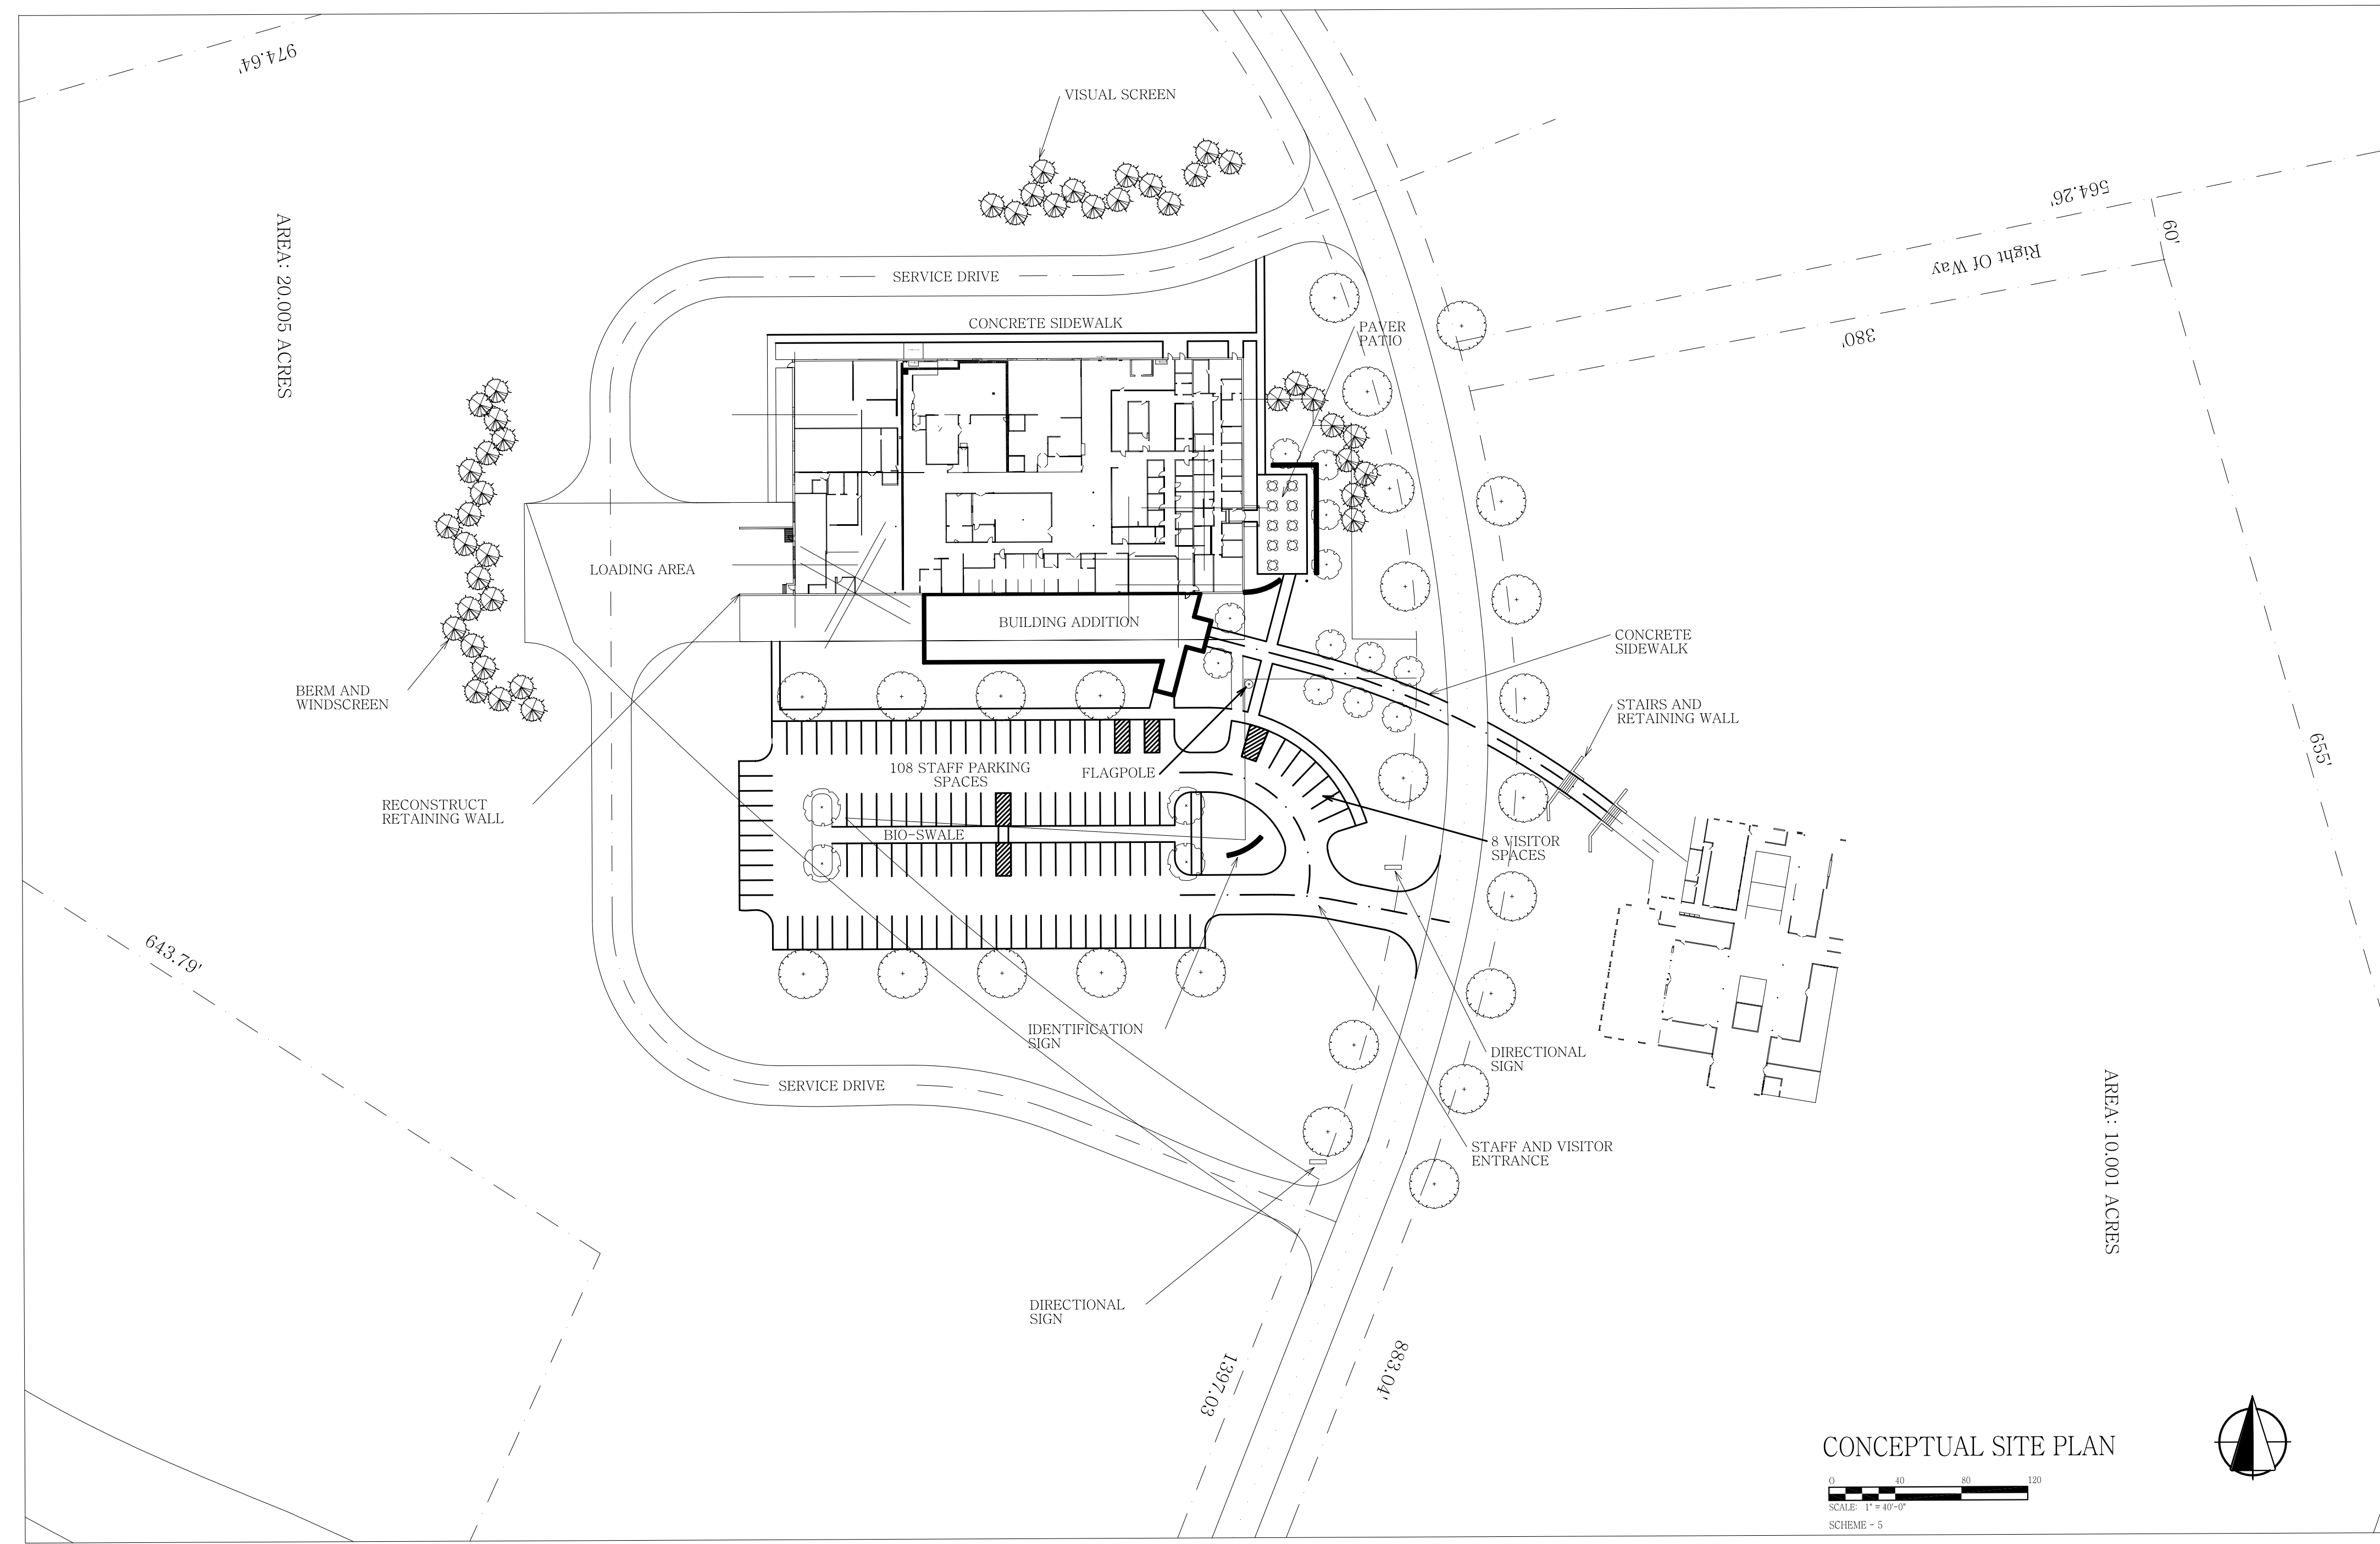 974.64'
VISUAL SCREEN
AREA: 20.005 ACRES
564.26'
60'
Right Of Way
SERVICE DRIVE
CONCRETE SIDEWALK
PAVER
PATIO
380'
LOADING AREA
BUILDING ADDITION
CONCRETE
SIDEWALK
BERM AND
WINDSCREEN
STAIRS AND
RETAINING WALL
655'
108 STAFF PARKING
SPACES
FLAGPOLE
RECONSTRUCT
RETAINING WALL
BIO-SWALE
8 VISITOR
SPACES
643.79'
IDENTIFICATION
SIGN
DIRECTIONAL
SIGN
SERVICE DRIVE
AREA: 10.001 ACRES
STAFF AND VISITOR
ENTRANCE
DIRECTIONAL
SIGN
1397.03
883.04'
CONCEPTUAL SITE PLAN
0 40 80 120
SCALE: 1" = 40'-0"
SCHEME - 5